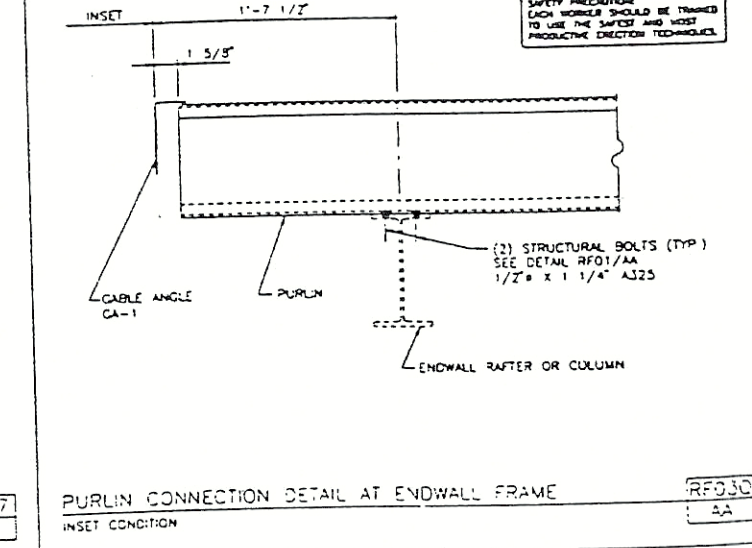 SAFETY PRECAUTION
EACH WORKER SHOULD BE TRAINED
TO USE THE SAFEST AND MOST
PRODUCTIVE ERECTION TECHNIQUES.
INSET
1'-7 1/2"
1 5/8"
(2) STRUCTURAL BOLTS (TYP.)
SEE DETAIL RF01/AA
1/2"ø X 1 1/4" A325
GABLE ANGLE
GA-1
PURLIN
ENDWALL RAFTER OR COLUMN
7
PURLIN CONNECTION DETAIL AT ENDWALL FRAME
RF030
INSET CONDITION
AA